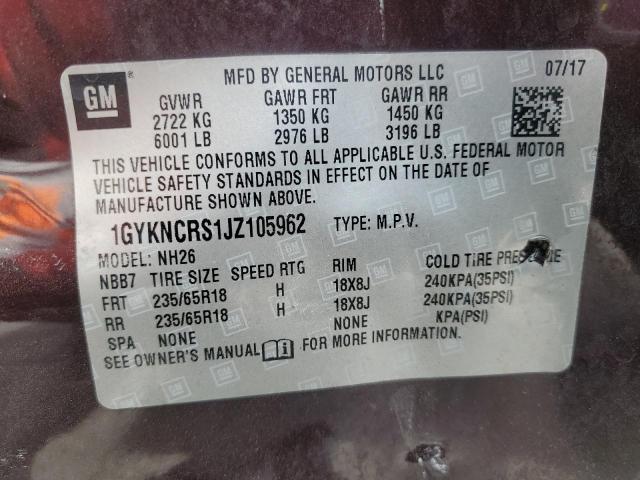 GM
®
MFD BY GENERAL MOTORS LLC 07/17
GVWR GAWR FRT GAWR RR
2722 KG 1350 KG 1450 KG
6001 LB 2976 LB 3196 LB
THIS VEHICLE CONFORMS TO ALL APPLICABLE U.S. FEDERAL MOTOR
VEHICLE SAFETY STANDARDS IN EFFECT ON THE DATE OF
MANUFACTURE SHOWN ABOVE.
1GYKNCRS1JZ105962 TYPE: M.P.V.
MODEL: NH26
NBB7 TIRE SIZE SPEED RTG RIM COLD TIRE
FRT 235/65R18 H 18X8J 240KPA(35PSI)
RR 235/65R18 H 18X8J 240KPA(35PSI)
SPA NONE NONE KPA(PSI)
SEE OWNER'S MANUAL FOR MORE INFORMATION.